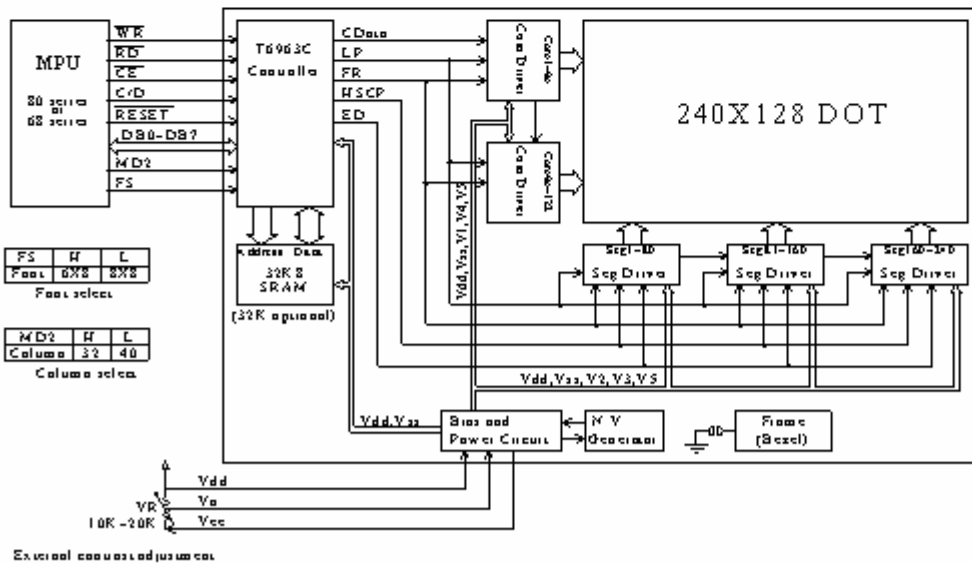 MPU
80 series
or
68 series
WR
RD
CE
C/D
RESET
DB0-DB7
MD2
FS
T6963C
Controller
CData
LP
FR
HSCP
ED
Com Driver
Com Driver
240X128 DOT
Vdd,Vss,V1,V4,V5
Address Data
32K 8
SRAM
(32K optional)
Seg1-80
Seg Driver
Seg81-160
Seg Driver
Seg160-240
Seg Driver
FS H L
Font 6X8 8X8
Font select
MD2 H L
Column 32 40
Column select
Vdd,Vss,V2,V3,V5
Vdd,Vss
Bias and
Power Circuit
N V
Generator
Frame
(Bezel)
Vdd
VR
Vo
10K~20K
Vee
External contrast adjustment